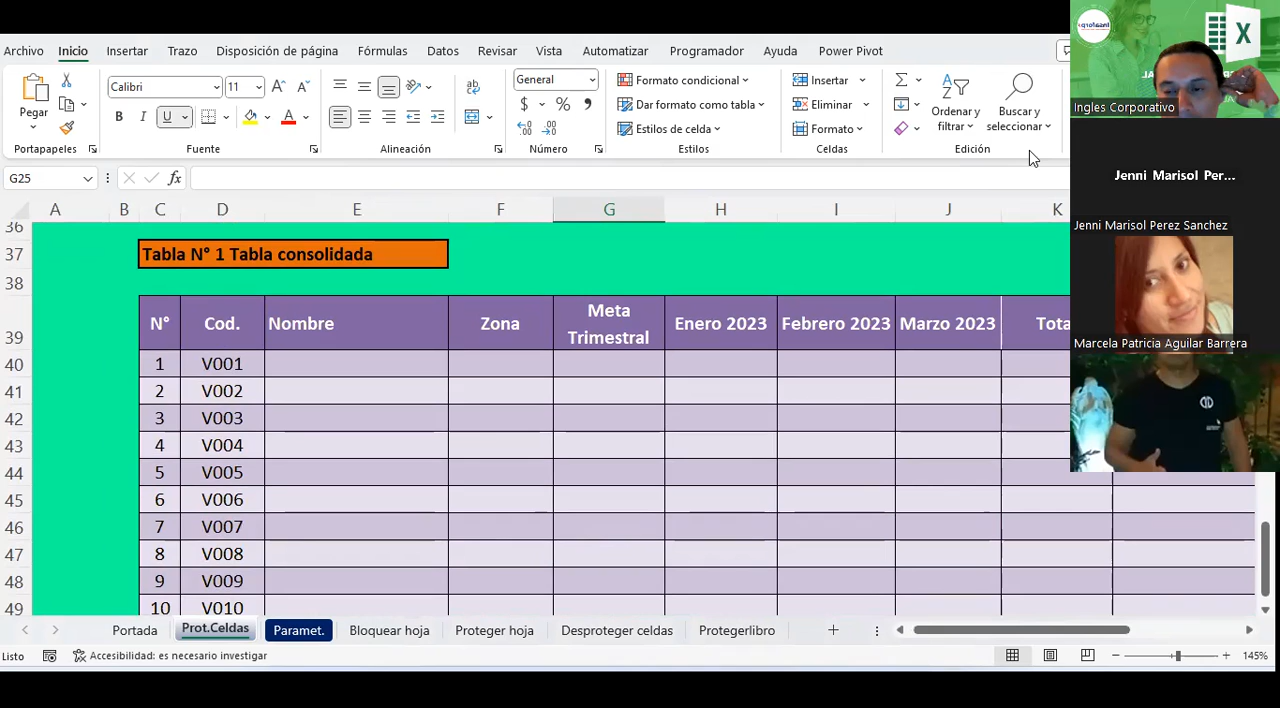 Archivo Inicio Insertar Trazo Disposición de página Fórmulas Datos Revisar Vista Automatizar Programador Ayuda Power Pivot
Pegar
Portapapeles
Calibri 11
Fuente
Alineación
General
Número
Formato condicional
Dar formato como tabla
Estilos de celda
Estilos
Insertar
Eliminar
Formato
Celdas
Ordenar y filtrar
Buscar y seleccionar
Edición
G25
A B C D E F G H I J K
36
37 Tabla N° 1 Tabla consolidada
38
39 N° Cod. Nombre Zona Meta Trimestral Enero 2023 Febrero 2023 Marzo 2023 Tota
40 1 V001
41 2 V002
42 3 V003
43 4 V004
44 5 V005
45 6 V006
46 7 V007
47 8 V008
48 9 V009
49 10 V010
Portada Prot.Celdas Paramet. Bloquear hoja Proteger hoja Desproteger celdas Protegerlibro
Listo Accesibilidad: es necesario investigar 145%
Ingles Corporativo
Jenni Marisol Per...
Jenni Marisol Perez Sanchez
Marcela Patricia Aguilar Barrera